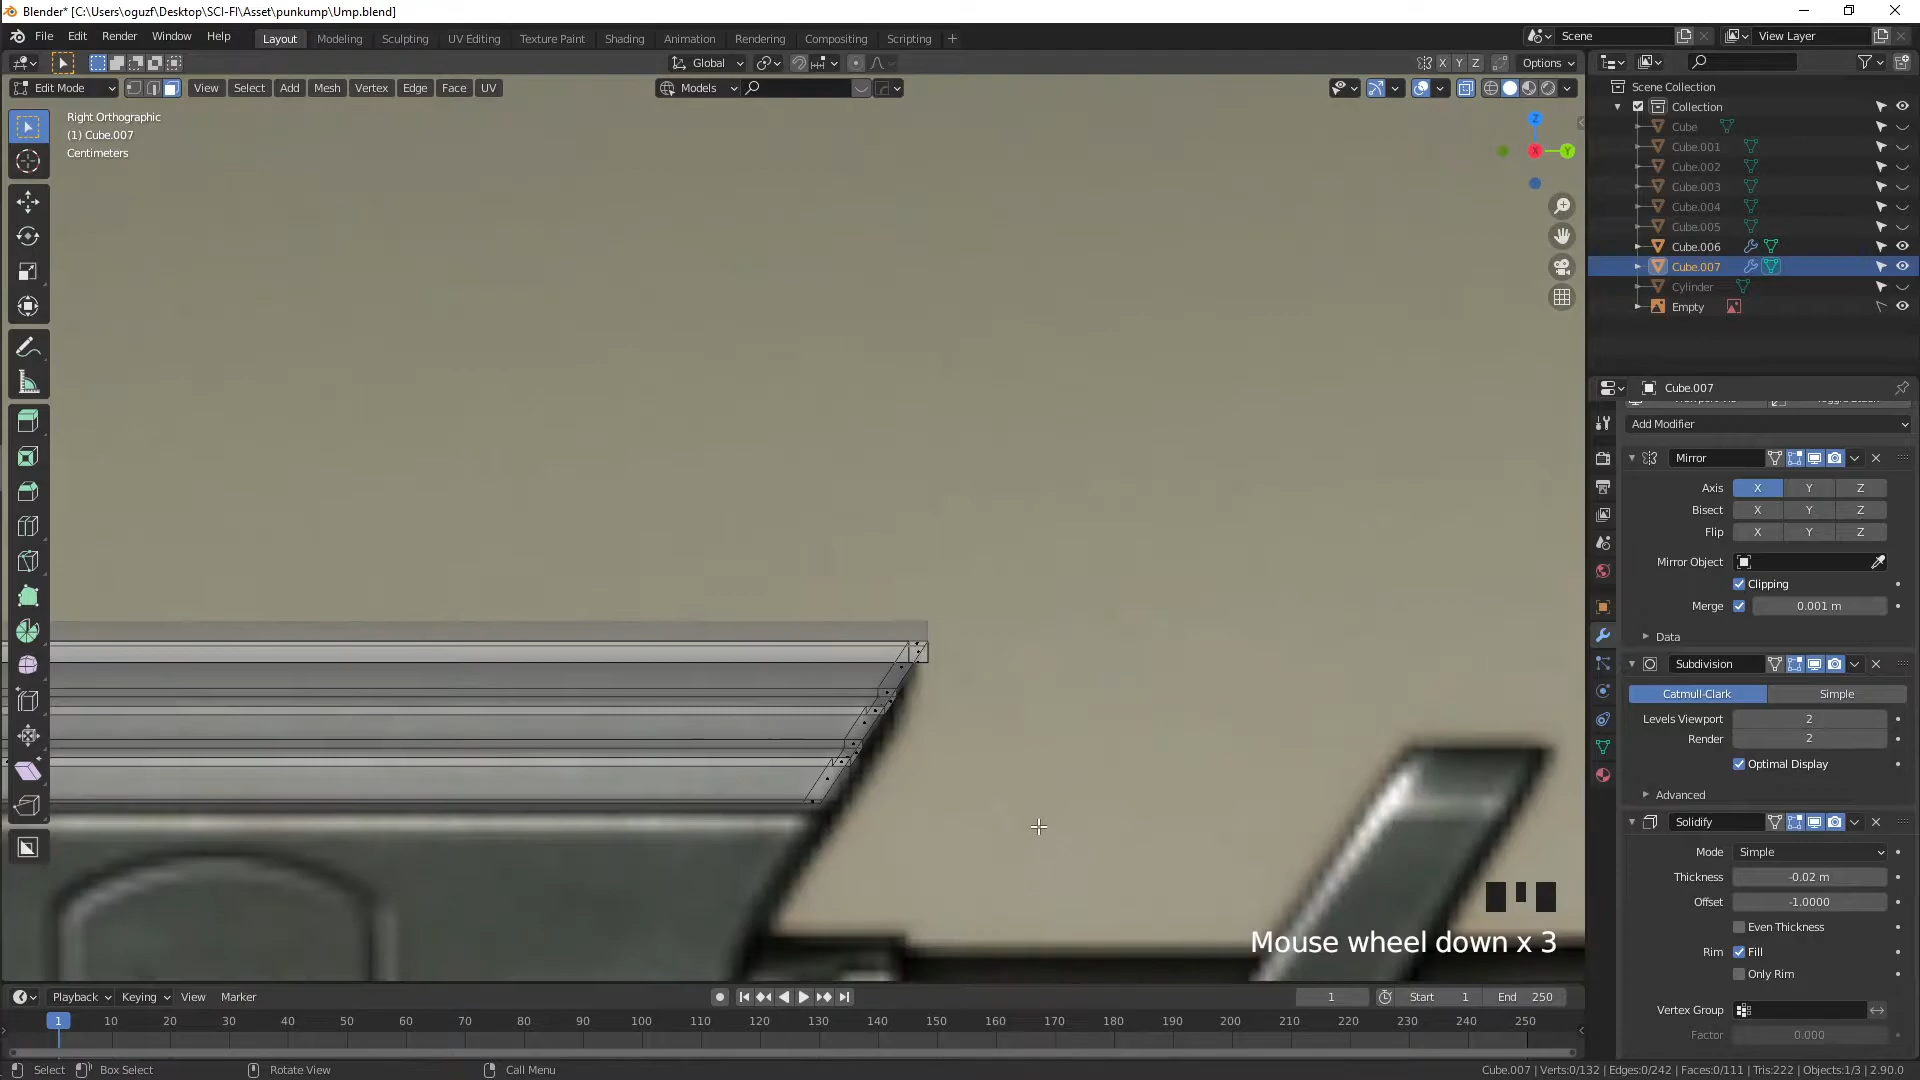 Blender* [C:\Users\oguzf\Desktop\SCI-FI\Asset\punkump\Ump.blend]
File Edit Render Window Help
Layout Modeling Sculpting UV Editing Texture Paint Shading Animation Rendering Compositing Scripting
Scene
View Layer
Global
X Y Z
Options
Edit Mode
View Select Add Mesh Vertex Edge Face UV
Models
Right Orthographic
(1) Cube.007
Centimeters
Z
X
Y
Scene Collection
Collection
Cube
Cube.001
Cube.002
Cube.003
Cube.004
Cube.005
Cube.006
Cube.007
Cylinder
Empty
Cube.007
Add Modifier
Mirror
Axis X Y Z
Bisect X Y Z
Flip X Y Z
Mirror Object
Clipping
Merge 0.001 m
Data
Subdivision
Catmull-Clark Simple
Levels Viewport 2
Render 2
Optimal Display
Advanced
Solidify
Mode Simple
Thickness -0.02 m
Offset -1.0000
Even Thickness
Rim Fill
Only Rim
Vertex Group
Factor 0.000
Mouse wheel down x 3
Playback Keying View Marker
1 Start 1 End 250
1 10 20 30 40 50 60 70 80 90 100 110 120 130 140 150 160 170 180 190 200 210 220 230 240 250
Select Box Select Rotate View Call Menu
Cube.007 | Verts:0/132 | Edges:0/242 | Faces:0/111 | Tris:222 | Objects:1/3 | 2.90.0